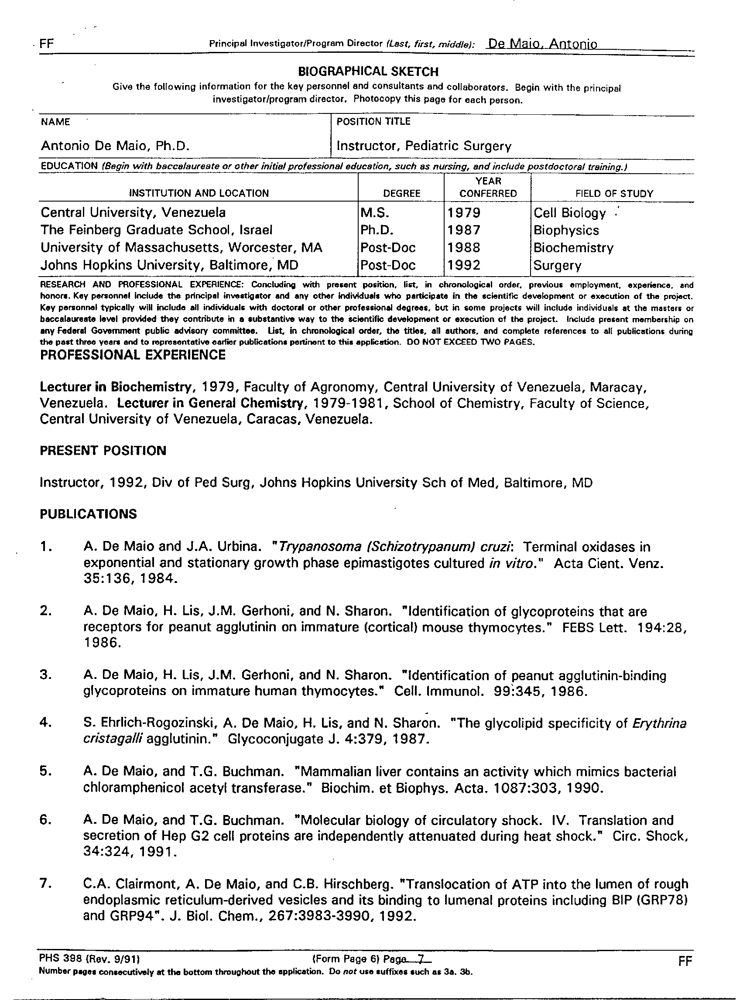 FF Principal Investigator/Program Director (Last, first, middle): De Maio, Antonio
BIOGRAPHICAL SKETCH
Give the following information for the key personnel and consultants and collaborators. Begin with the principal
investigator/program director. Photocopy this page for each person.
NAME POSITION TITLE
Antonio De Maio, Ph.D. Instructor, Pediatric Surgery
EDUCATION (Begin with baccalaureate or other initial professional education, such as nursing, and include postdoctoral training.)
INSTITUTION AND LOCATION DEGREE YEAR CONFERRED FIELD OF STUDY
Central University, Venezuela M.S. 1979 Cell Biology
The Feinberg Graduate School, Israel Ph.D. 1987 Biophysics
University of Massachusetts, Worcester, MA Post-Doc 1988 Biochemistry
Johns Hopkins University, Baltimore, MD Post-Doc 1992 Surgery
RESEARCH AND PROFESSIONAL EXPERIENCE: Concluding with present position, list, in chronological order, previous employment, experience, and
honors. Key personnel include the principal investigator and any other individuals who participate in the scientific development or execution of the project.
Key personnel typically will include all individuals with doctoral or other professional degrees, but in some projects will include individuals at the masters or
baccalaureate level provided they contribute in a substantive way to the scientific development or execution of the project. Include present membership on
any Federal Government public advisory committee. List, in chronological order, the titles, all authors, and complete references to all publications during
the past three years and to representative earlier publications pertinent to this application. DO NOT EXCEED TWO PAGES.
PROFESSIONAL EXPERIENCE
Lecturer in Biochemistry, 1979, Faculty of Agronomy, Central University of Venezuela, Maracay,
Venezuela. Lecturer in General Chemistry, 1979-1981, School of Chemistry, Faculty of Science,
Central University of Venezuela, Caracas, Venezuela.
PRESENT POSITION
Instructor, 1992, Div of Ped Surg, Johns Hopkins University Sch of Med, Baltimore, MD
PUBLICATIONS
1. A. De Maio and J.A. Urbina. "Trypanosoma (Schizotrypanum) cruzi: Terminal oxidases in
exponential and stationary growth phase epimastigotes cultured in vitro." Acta Cient. Venz.
35:136, 1984.
2. A. De Maio, H. Lis, J.M. Gerhoni, and N. Sharon. "Identification of glycoproteins that are
receptors for peanut agglutinin on immature (cortical) mouse thymocytes." FEBS Lett. 194:28,
1986.
3. A. De Maio, H. Lis, J.M. Gerhoni, and N. Sharon. "Identification of peanut agglutinin-binding
glycoproteins on immature human thymocytes." Cell. Immunol. 99:345, 1986.
4. S. Ehrlich-Rogozinski, A. De Maio, H. Lis, and N. Sharon. "The glycolipid specificity of Erythrina
cristagalli agglutinin." Glycoconjugate J. 4:379, 1987.
5. A. De Maio, and T.G. Buchman. "Mammalian liver contains an activity which mimics bacterial
chloramphenicol acetyl transferase." Biochim. et Biophys. Acta. 1087:303, 1990.
6. A. De Maio, and T.G. Buchman. "Molecular biology of circulatory shock. IV. Translation and
secretion of Hep G2 cell proteins are independently attenuated during heat shock." Circ. Shock,
34:324, 1991.
7. C.A. Clairmont, A. De Maio, and C.B. Hirschberg. "Translocation of ATP into the lumen of rough
endoplasmic reticulum-derived vesicles and its binding to lumenal proteins including BIP (GRP78)
and GRP94". J. Biol. Chem., 267:3983-3990, 1992.
PHS 398 (Rev. 9/91) (Form Page 6) Page 7 FF
Number pages consecutively at the bottom throughout the application. Do not use suffixes such as 3a. 3b.